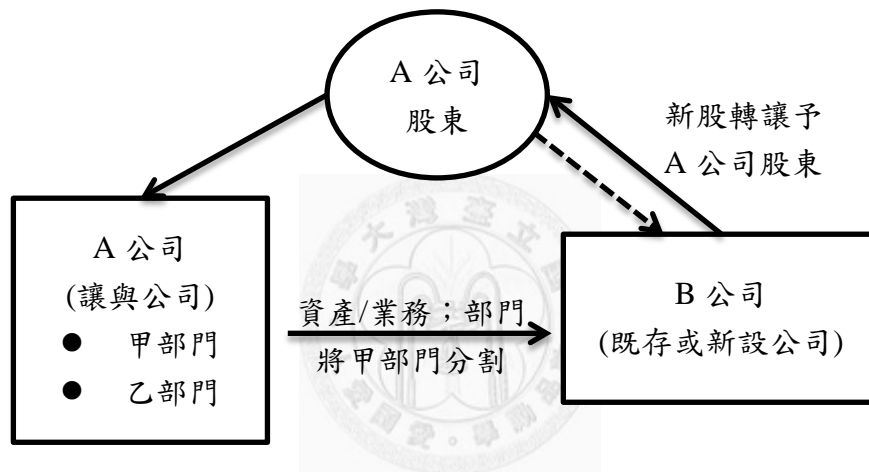 A 公司
股東
新股轉讓予
A 公司股東
A 公司
(讓與公司)
● 甲部門
● 乙部門
資產/業務；部門
將甲部門分割
B 公司
(既存或新設公司)